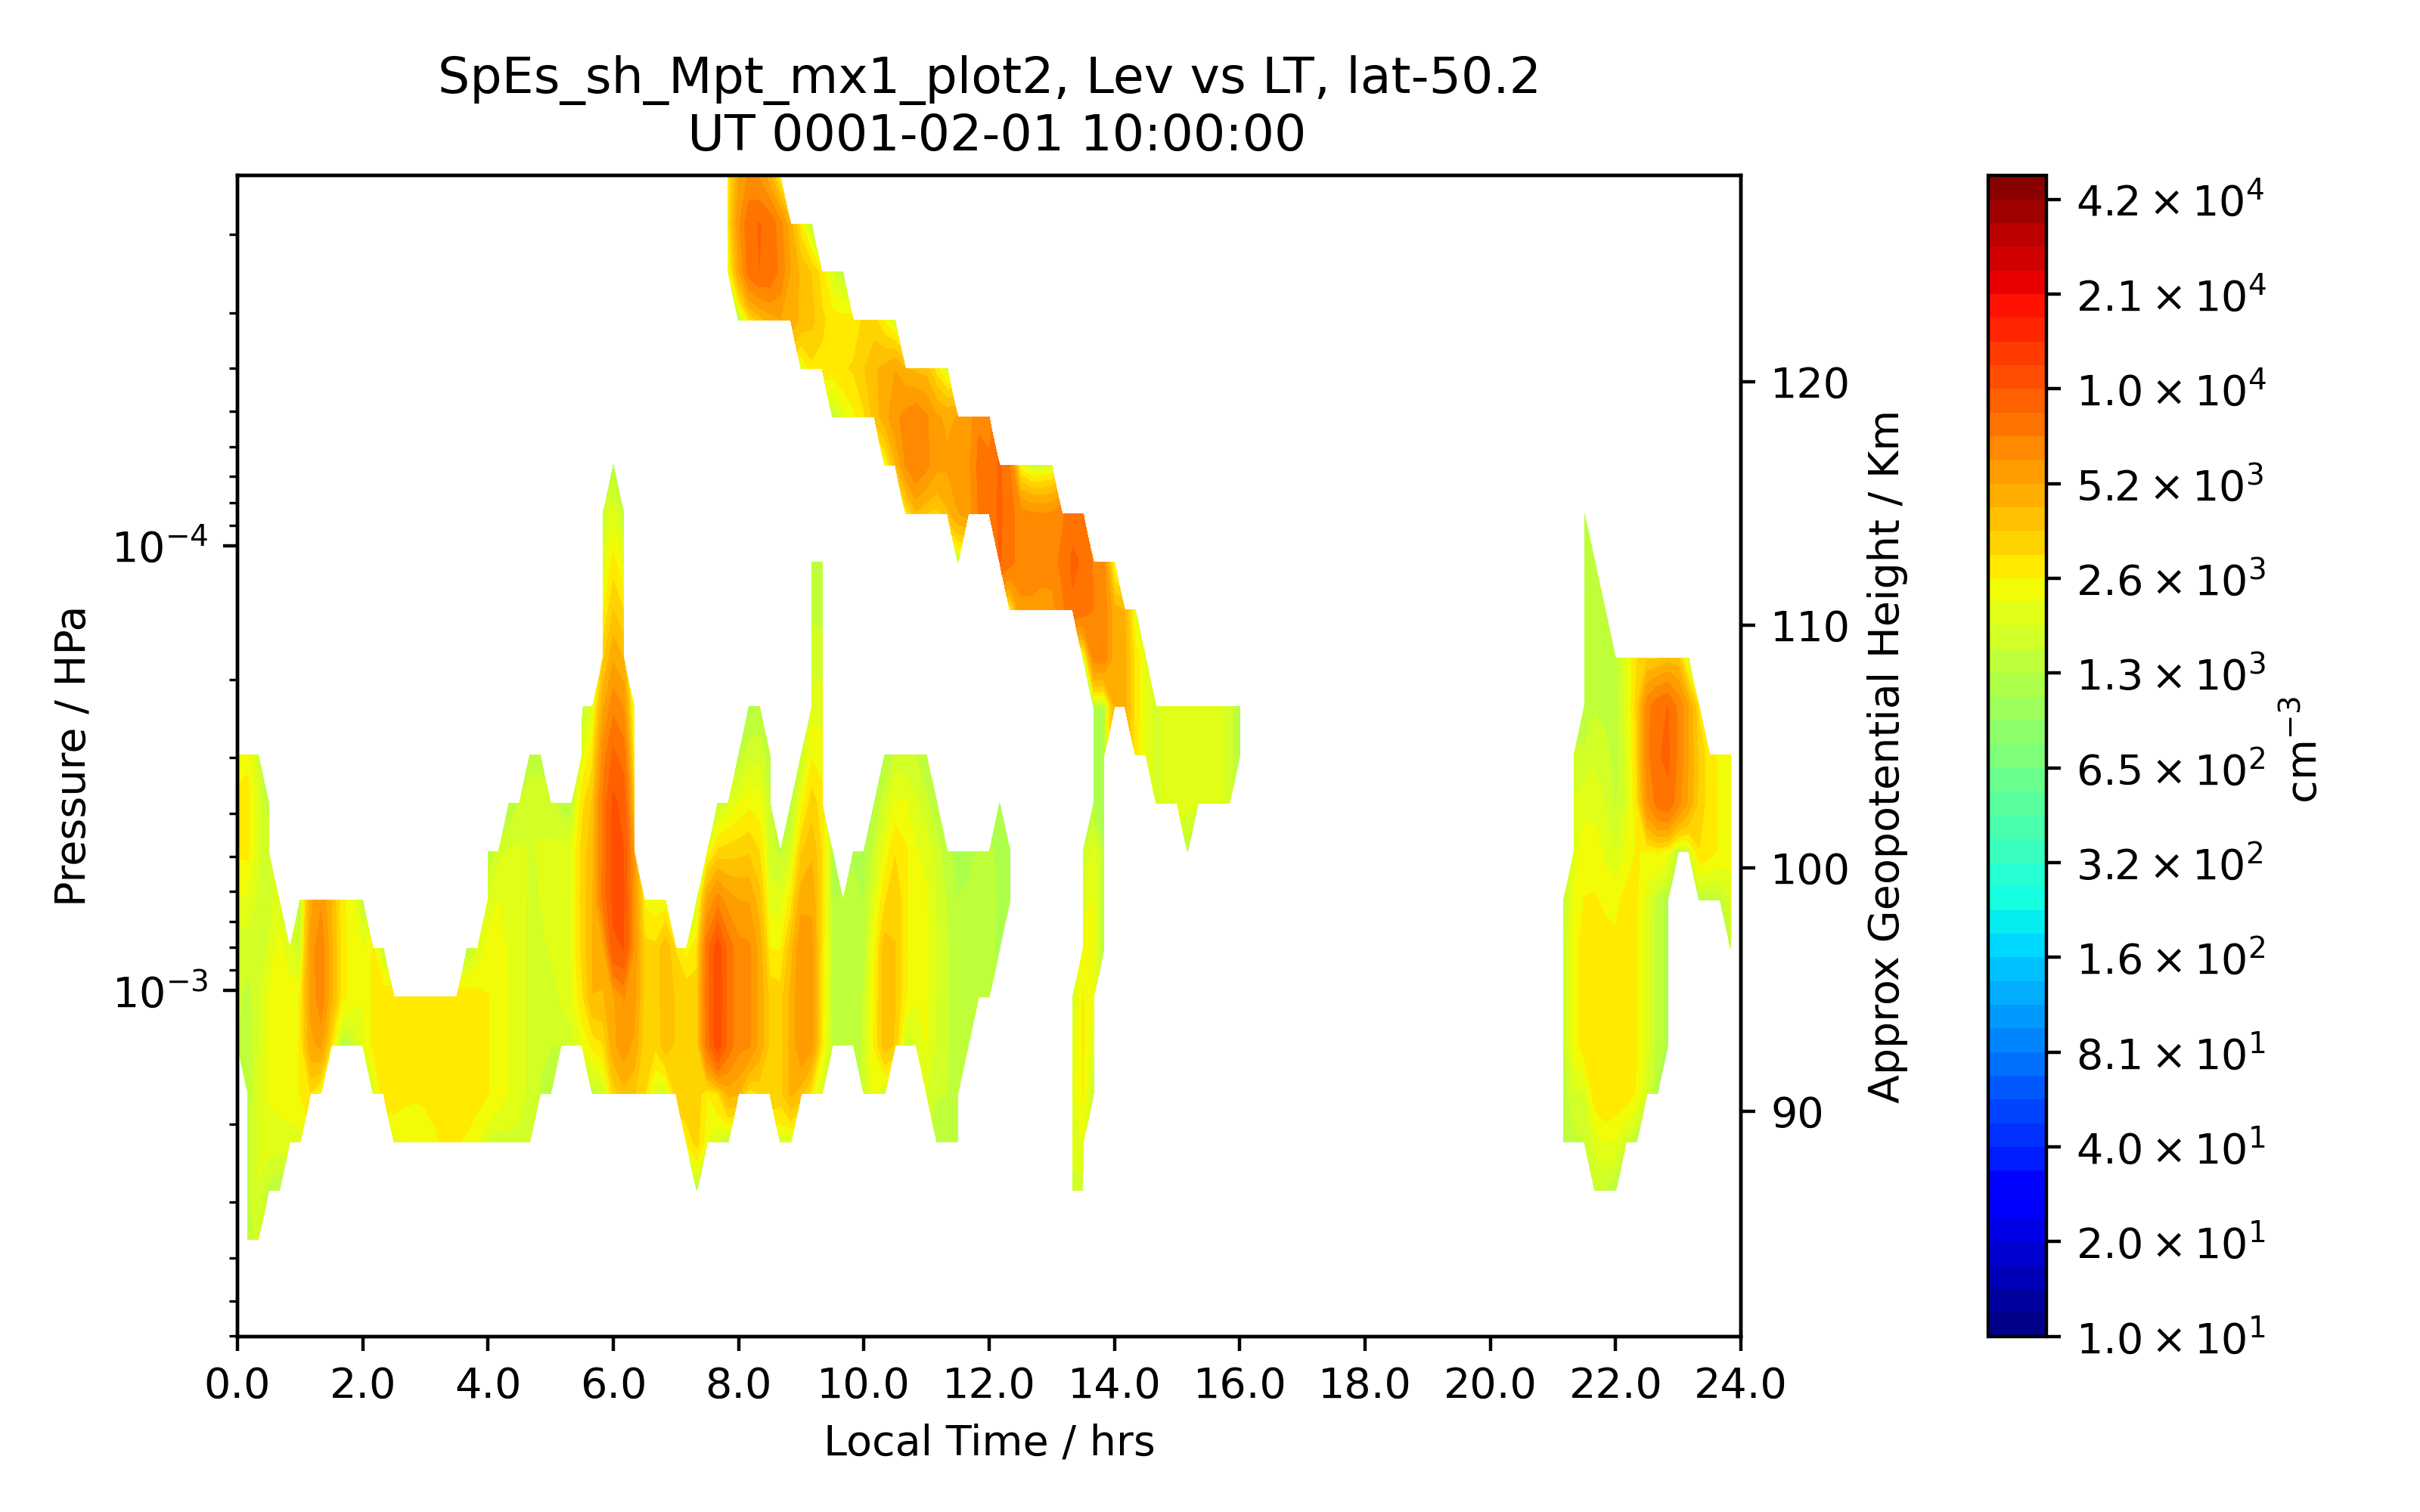 SpEs_sh_Mpt_mx1_plot2, Lev vs LT, lat-50.2
UT 0001-02-01 10:00:00
Pressure / HPa
10⁻⁴
10⁻³
0.0 2.0 4.0 6.0 8.0 10.0 12.0 14.0 16.0 18.0 20.0 22.0 24.0
Local Time / hrs
120
110
100
90
Approx Geopotential Height / Km
4.2 × 10⁴
2.1 × 10⁴
1.0 × 10⁴
5.2 × 10³
2.6 × 10³
1.3 × 10³
6.5 × 10²
3.2 × 10²
1.6 × 10²
8.1 × 10¹
4.0 × 10¹
2.0 × 10¹
1.0 × 10¹
cm⁻³